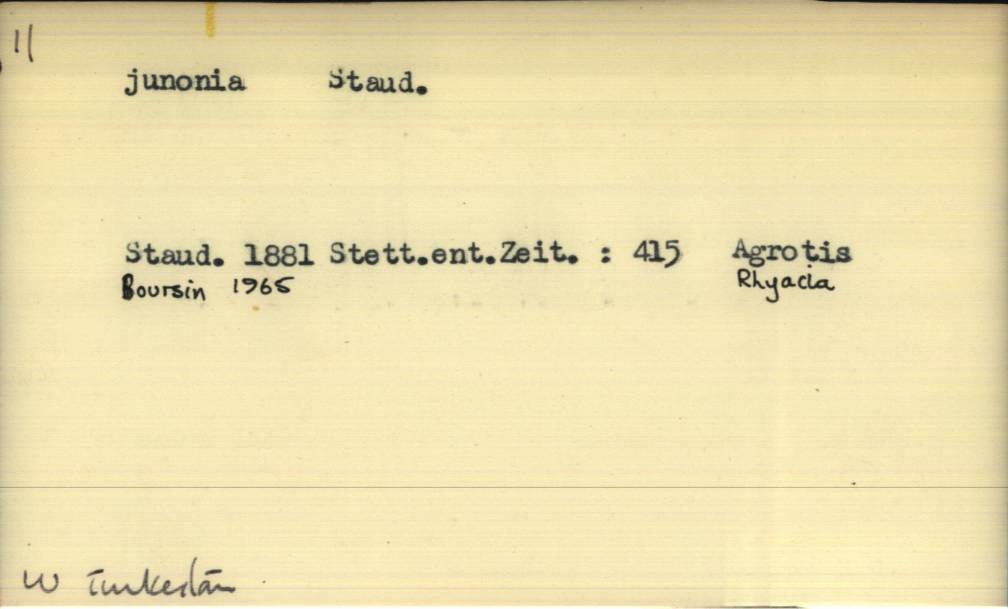 11
junonia Staud.
Staud. 1881 Stett.ent.Zeit. : 415 Agrotis
Boursin 1965 Rhyacia
W Turkestan